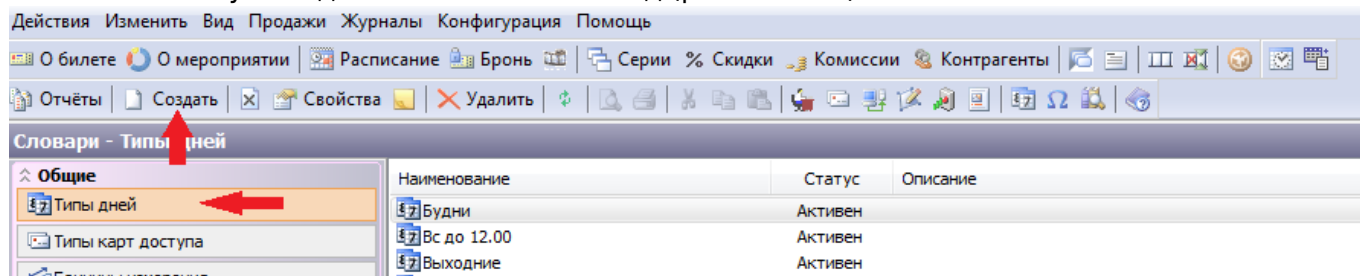 Действия Изменить Вид Продажи Журналы Конфигурация Помощь
О билете О мероприятии Расписание Бронь Серии % Скидки Комиссии Контрагенты
Отчёты Создать Свойства Удалить
Словари - Типы дней
Общие
Наименование Статус Описание
Типы дней
Будни Активен
Типы карт доступа
Вс до 12.00 Активен
Выходние Активен